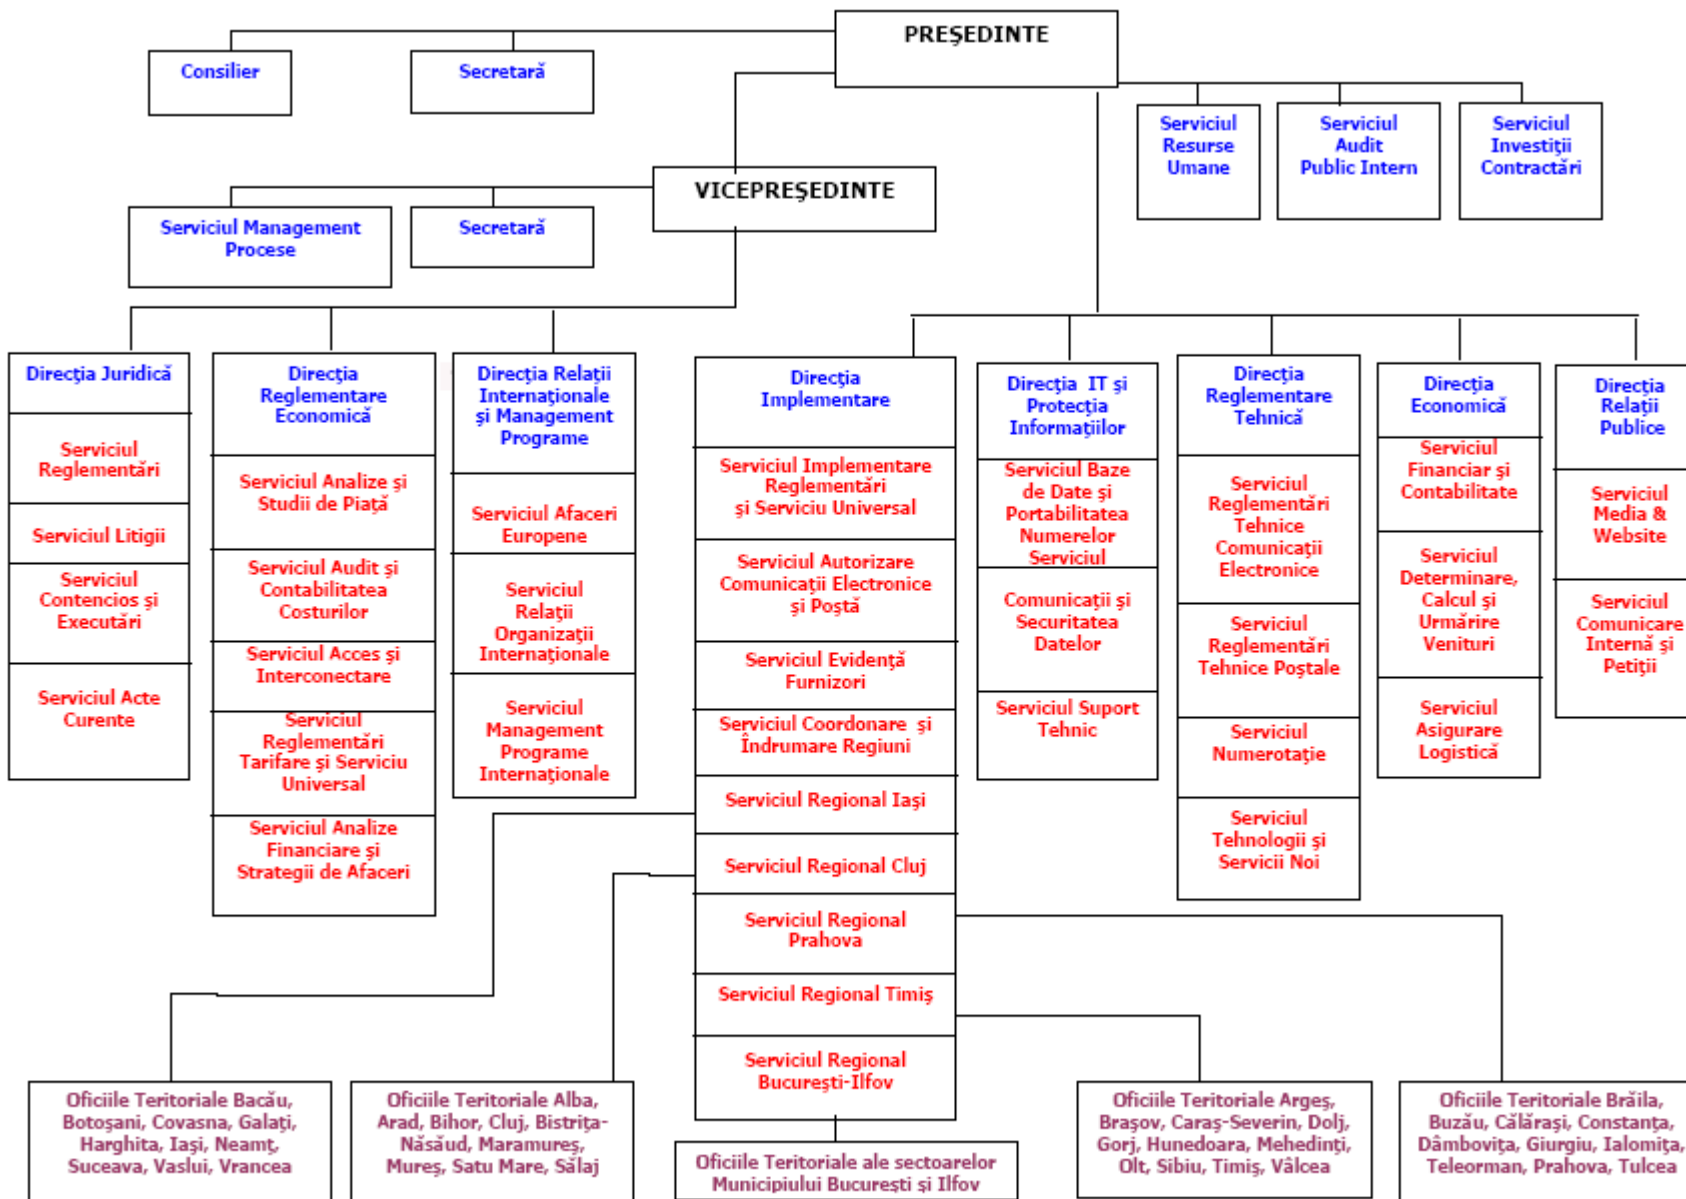 PREŞEDINTE
Consilier
Secretară
Serviciul
Resurse
Umane
Serviciul
Audit
Public Intern
Serviciul
Investiţii
Contractări
VICEPREŞEDINTE
Serviciul Management
Procese
Secretară
Direcţia Juridică
Serviciul
Reglementări
Serviciul Litigii
Serviciul
Contencios şi
Executări
Serviciul Acte
Curente
Direcţia
Reglementare
Economică
Serviciul Analize şi
Studii de Piaţă
Serviciul Audit şi
Contabilitatea
Costurilor
Serviciul Acces şi
Interconectare
Serviciul
Reglementări
Tarifare şi Serviciu
Universal
Serviciul Analize
Financiare şi
Strategii de Afaceri
Direcţia Relaţii
Internaţionale
şi Management
Programe
Serviciul Afaceri
Europene
Serviciul
Relaţii
Organizaţii
Internaţionale
Serviciul
Management
Programe
Internaţionale
Direcţia
Implementare
Serviciul Implementare
Reglementări
şi Serviciu Universal
Serviciul Autorizare
Comunicaţii Electronice
şi Poştă
Serviciul Evidenţă
Furnizori
Serviciul Coordonare şi
Îndrumare Regiuni
Serviciul Regional Iaşi
Serviciul Regional Cluj
Serviciul Regional
Prahova
Serviciul Regional Timiş
Serviciul Regional
Bucureşti-Ilfov
Direcţia IT şi
Protecţia
Informaţiilor
Serviciul Baze
de Date şi
Portabilitatea
Numerelor
Serviciul
Comunicaţii şi
Securitatea
Datelor
Serviciul Suport
Tehnic
Direcţia
Reglementare
Tehnică
Serviciul
Reglementări
Tehnice
Comunicaţii
Electronice
Serviciul
Reglementări
Tehnice Poştale
Serviciul
Numerotaţie
Serviciul
Tehnologii şi
Servicii Noi
Direcţia
Economică
Serviciul
Financiar şi
Contabilitate
Serviciul
Determinare,
Calcul şi
Urmărire
Venituri
Serviciul
Asigurare
Logistică
Direcţia
Relaţii
Publice
Serviciul
Media &
Website
Serviciul
Comunicare
Internă şi
Petiţii
Oficiile Teritoriale Bacău,
Botoşani, Covasna, Galaţi,
Harghita, Iaşi, Neamţ,
Suceava, Vaslui, Vrancea
Oficiile Teritoriale Alba,
Arad, Bihor, Cluj, Bistriţa-
Năsăud, Maramureş,
Mureş, Satu Mare, Sălaj
Oficiile Teritoriale ale sectoarelor
Municipiului Bucureşti şi Ilfov
Oficiile Teritoriale Argeş,
Braşov, Caraş-Severin, Dolj,
Gorj, Hunedoara, Mehedinţi,
Olt, Sibiu, Timiş, Vâlcea
Oficiile Teritoriale Brăila,
Buzău, Călăraşi, Constanţa,
Dâmboviţa, Giurgiu, Ialomiţa,
Teleorman, Prahova, Tulcea